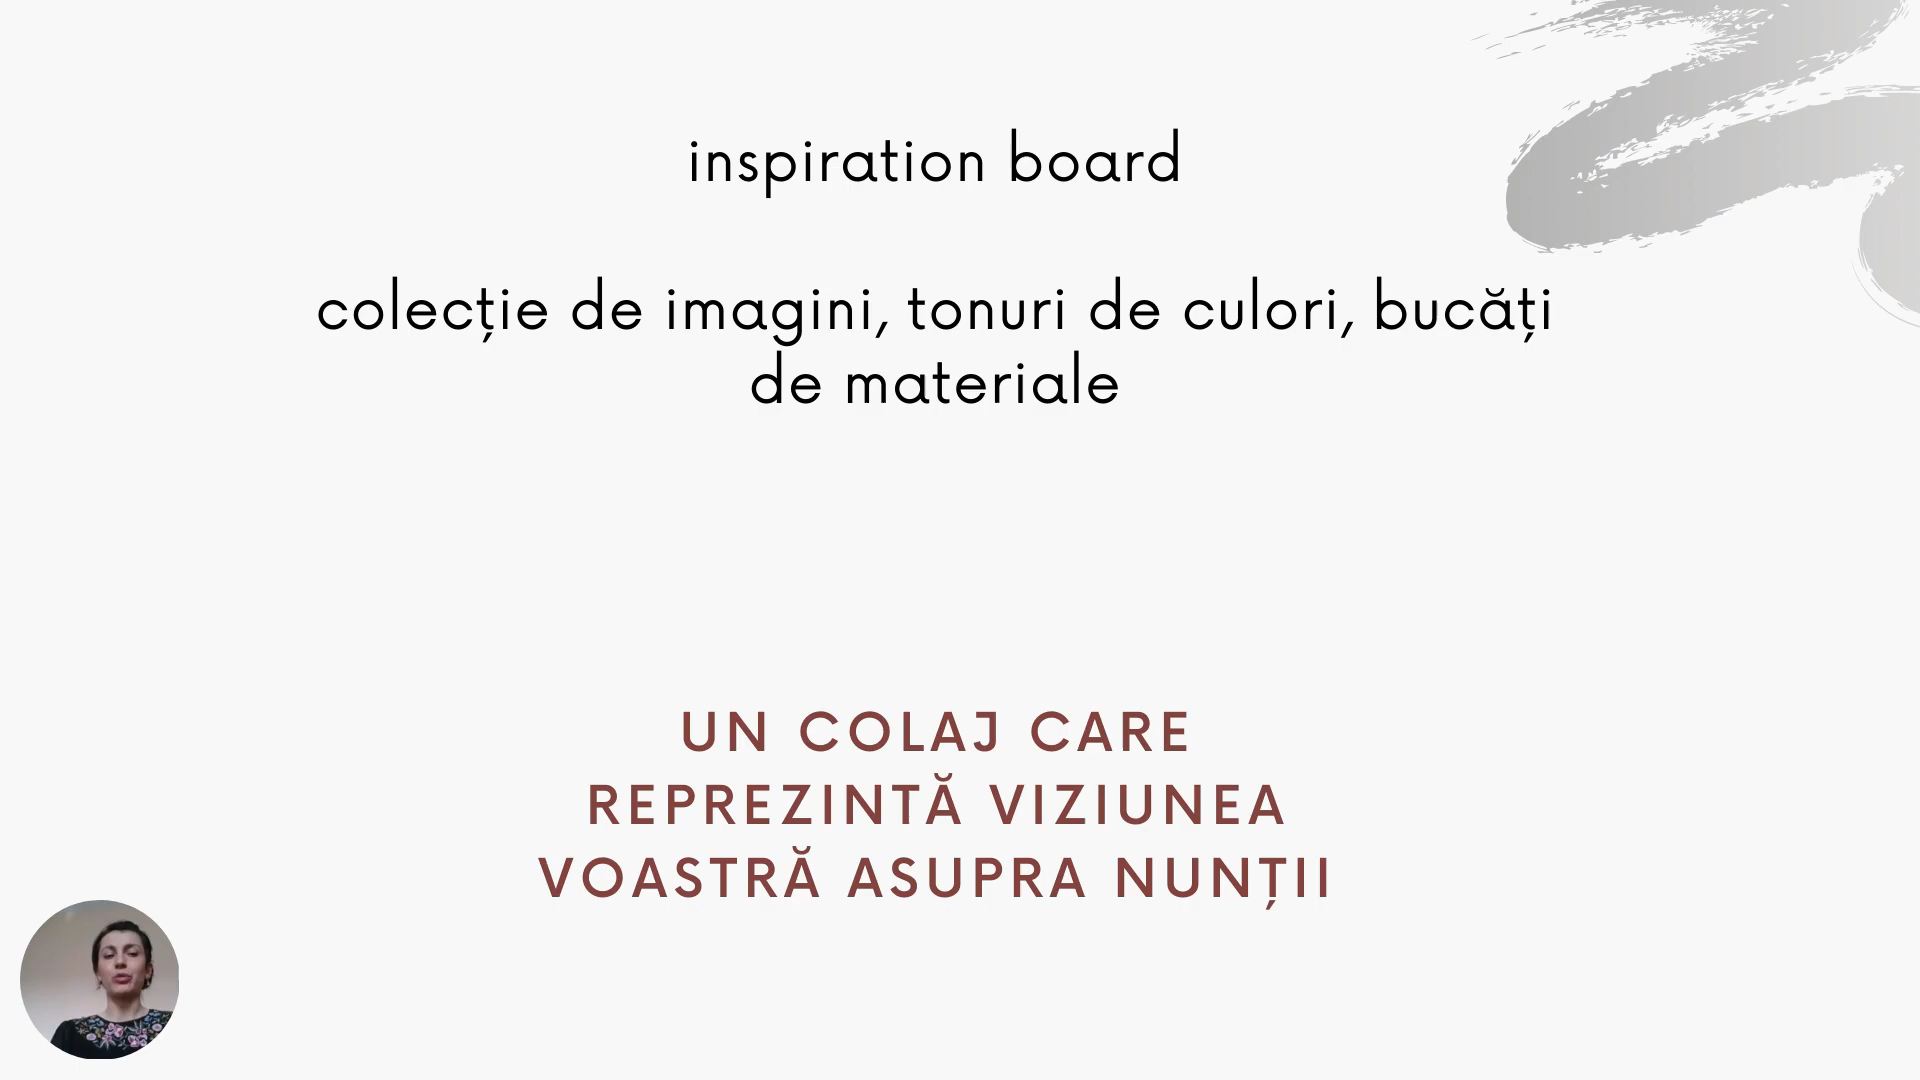 inspiration board
colecție de imagini, tonuri de culori, bucăți
de materiale
UN COLAJ CARE
REPREZINTĂ VIZIUNEA
VOASTRĂ ASUPRA NUNȚII